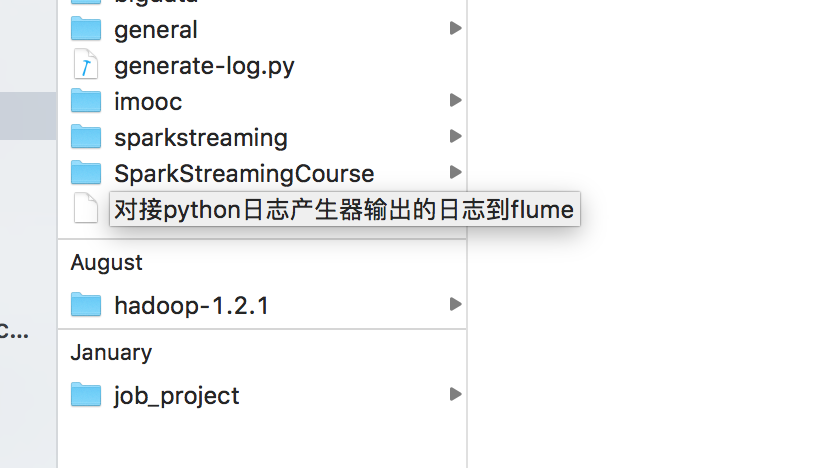 general
generate-log.py
imooc
sparkstreaming
SparkStreamingCourse
对接python日志产生器输出的日志到flume
August
hadoop-1.2.1
c...
January
job_project